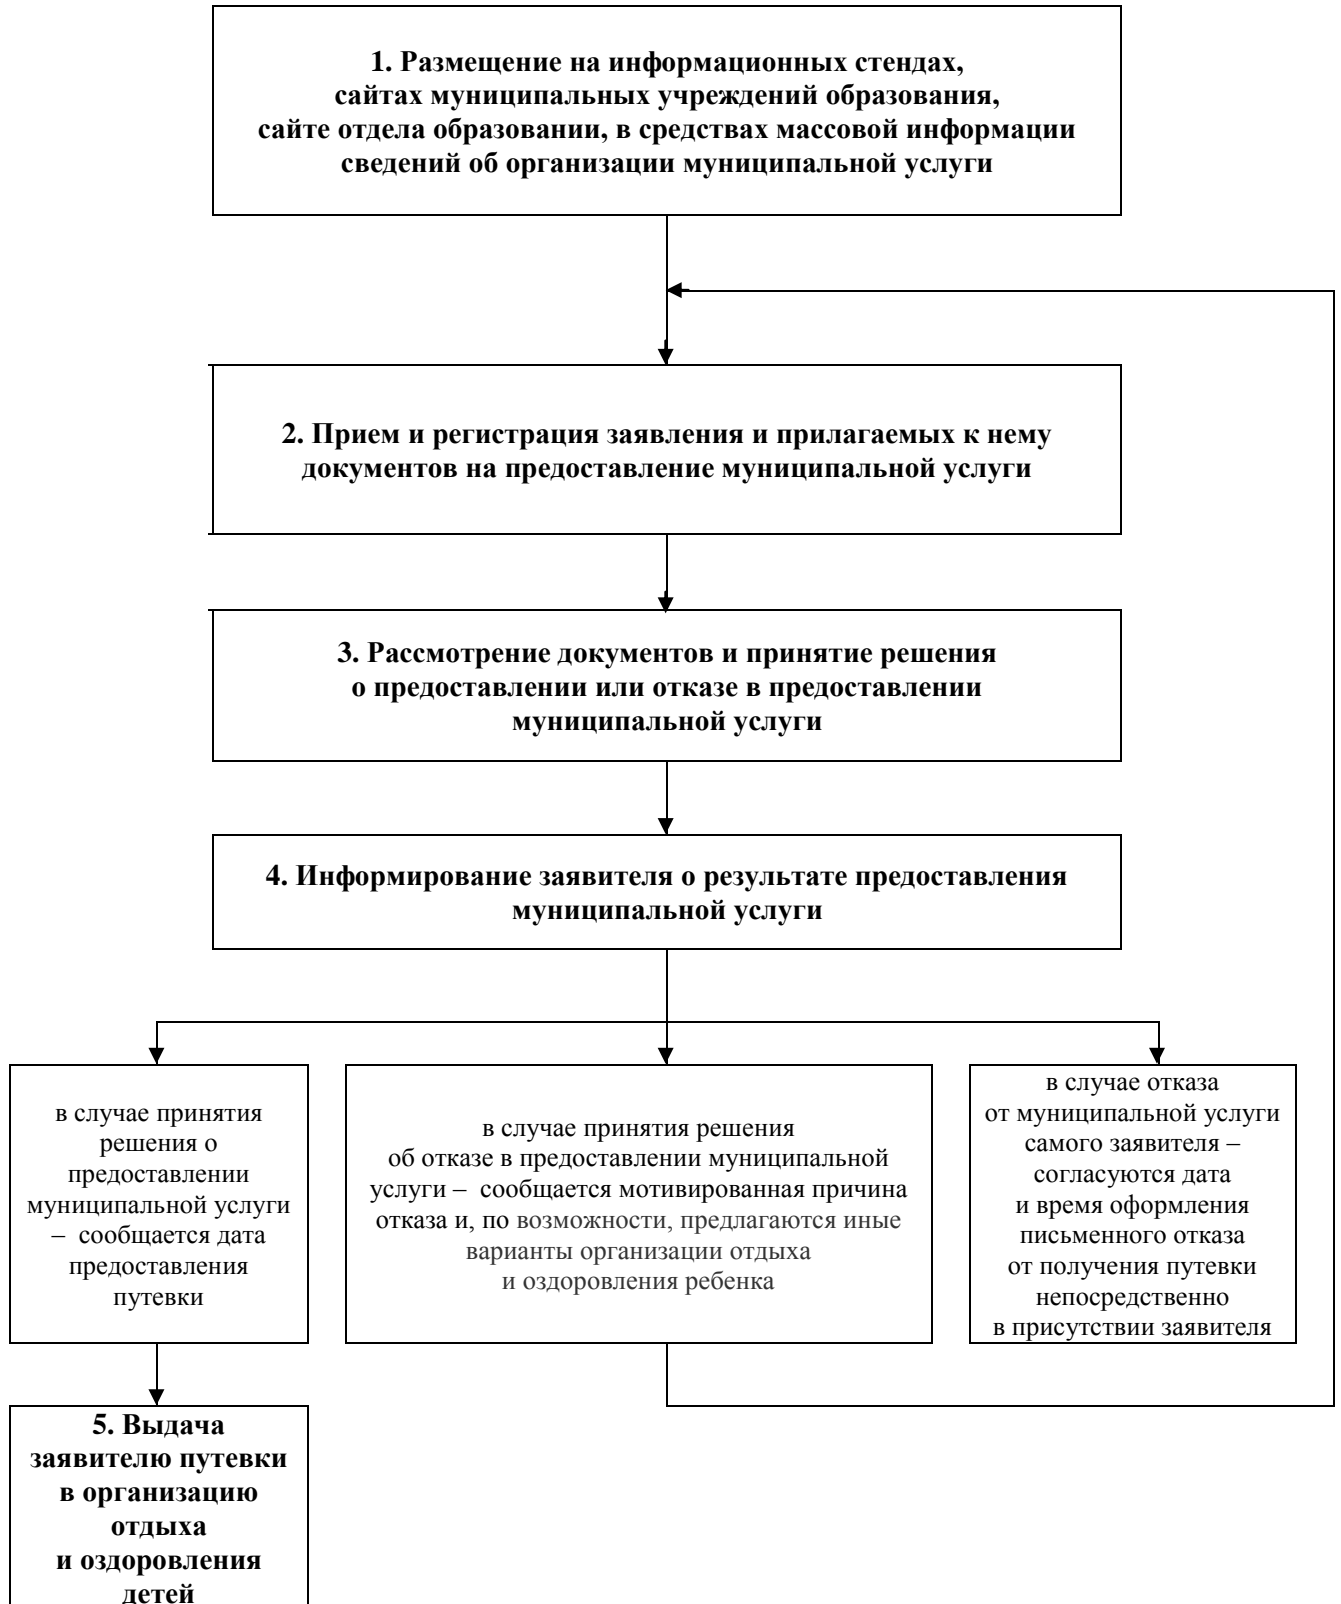 1. Размещение на информационных стендах,
сайтах муниципальных учреждений образования,
сайте отдела образовании, в средствах массовой информации
сведений об организации муниципальной услуги
2. Прием и регистрация заявления и прилагаемых к нему
документов на предоставление муниципальной услуги
3. Рассмотрение документов и принятие решения
о предоставлении или отказе в предоставлении
муниципальной услуги
4. Информирование заявителя о результате предоставления
муниципальной услуги
в случае принятия
решения о
предоставлении
муниципальной услуги
– сообщается дата
предоставления
путевки
в случае принятия решения
об отказе в предоставлении муниципальной
услуги – сообщается мотивированная причина
отказа и, по возможности, предлагаются иные
варианты организации отдыха
и оздоровления ребенка
в случае отказа
от муниципальной услуги
самого заявителя –
согласуются дата
и время оформления
письменного отказа
от получения путевки
непосредственно
в присутствии заявителя
5. Выдача
заявителю путевки
в организацию
отдыха
и оздоровления
детей